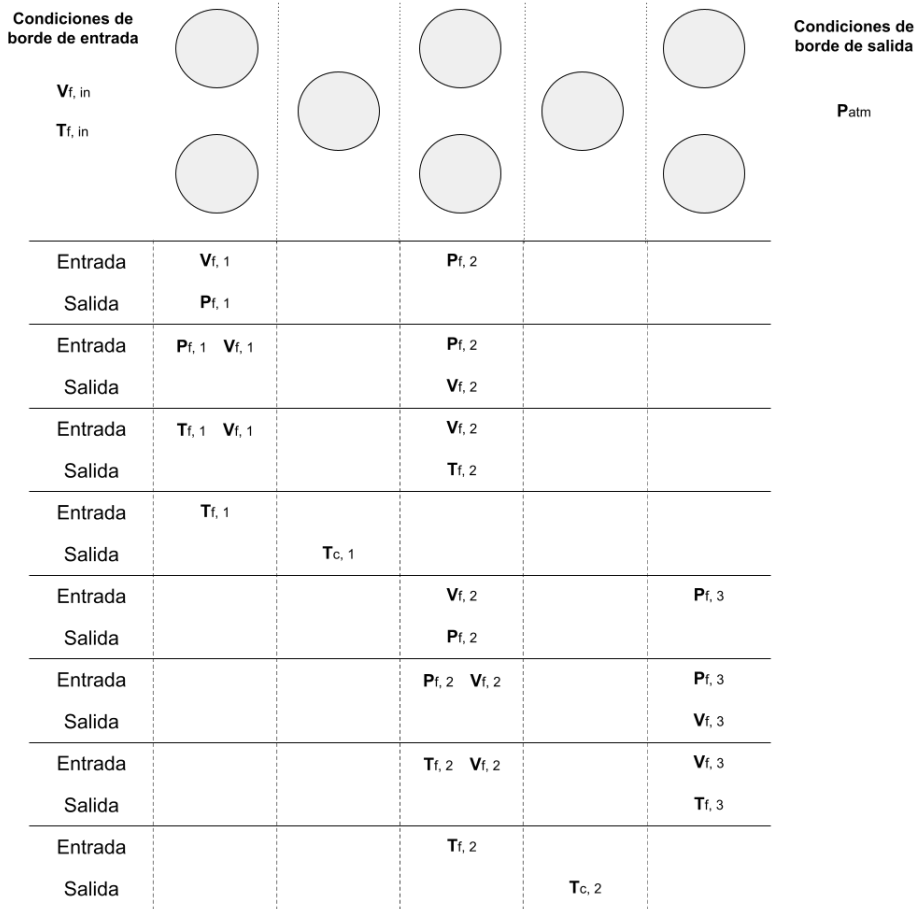 Condiciones de
borde de entrada
Vf, in
Tf, in
Condiciones de
borde de salida
Patm
Entrada Vf, 1 Pf, 2
Salida Pf, 1
Entrada Pf, 1 Vf, 1 Pf, 2
Salida Vf, 2
Entrada Tf, 1 Vf, 1 Vf, 2
Salida Tf, 2
Entrada Tf, 1
Salida Tc, 1
Entrada Vf, 2 Pf, 3
Salida Pf, 2
Entrada Pf, 2 Vf, 2 Pf, 3
Salida Vf, 3
Entrada Tf, 2 Vf, 2 Vf, 3
Salida Tf, 3
Entrada Tf, 2
Salida Tc, 2